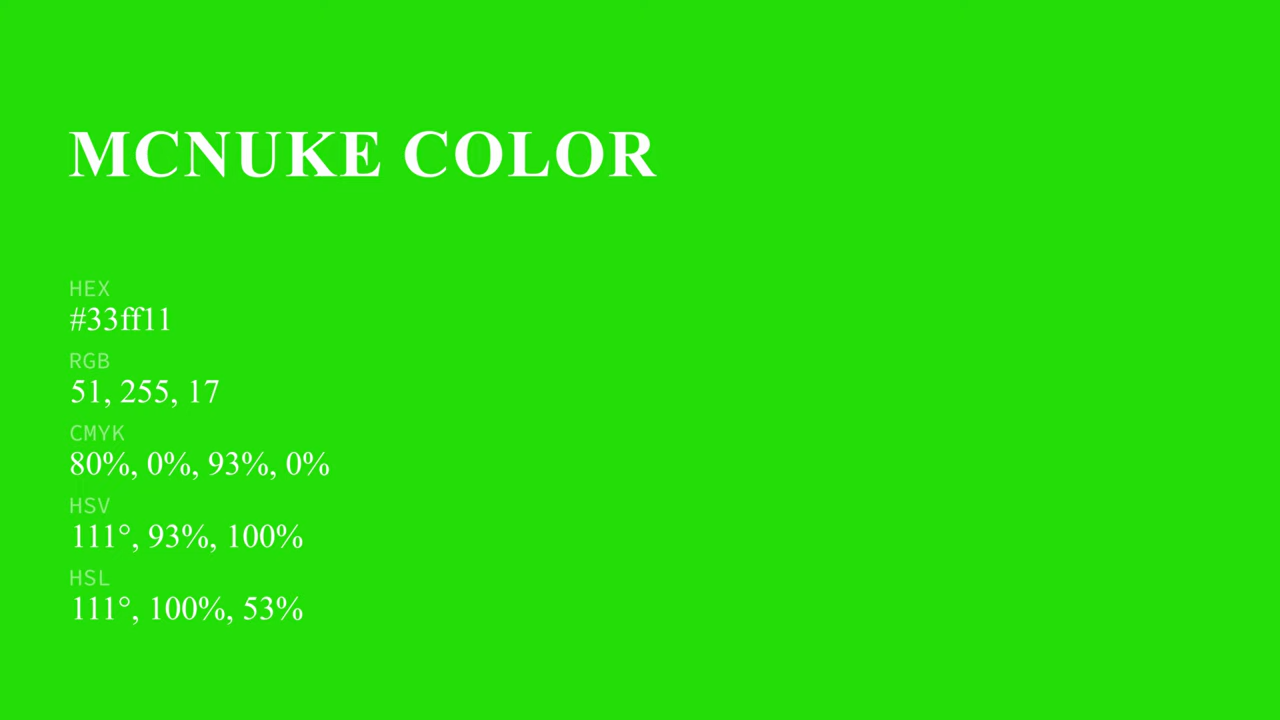 MCNUKE COLOR
HEX
#33ff11
RGB
51, 255, 17
CMYK
80%, 0%, 93%, 0%
HSV
111°, 93%, 100%
HSL
111°, 100%, 53%